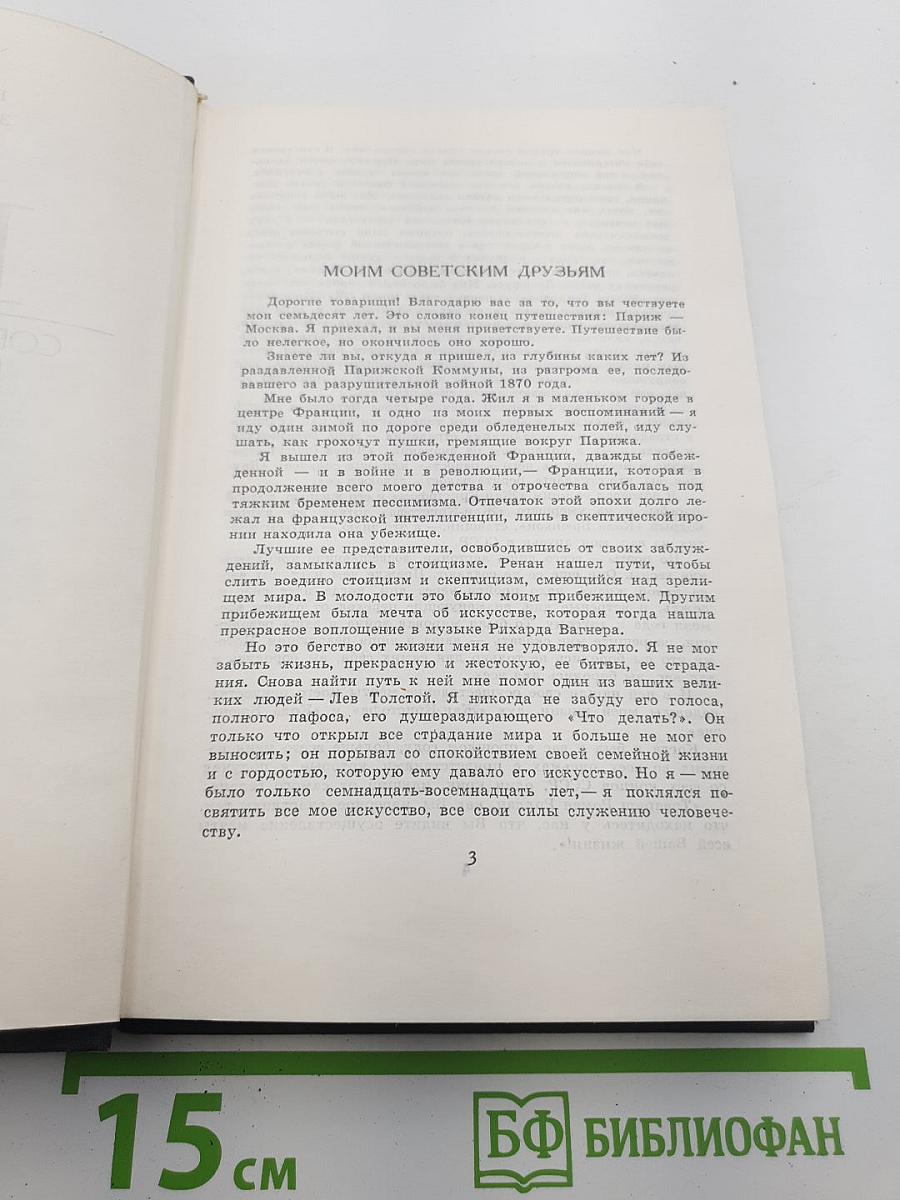 МОИМ СОВЕТСКИМ ДРУЗЬЯМ
Дорогие товарищи! Благодарю вас за то, что вы чествуете
мои семьдесят лет. Это словно конец путешествия: Париж —
Москва. Я приехал, и вы меня приветствуете. Путешествие бы-
ло нелегкое, но окончилось оно хорошо.
Знаете ли вы, откуда я пришел, из глубины каких лет? Из
раздавленной Парижской Коммуны, из разгрома ее, последо-
вавшего за разрушительной войной 1870 года.
Мне было тогда четыре года. Жил я в маленьком городе в
центре Франции, и одно из моих первых воспоминаний — я
иду один зимой по дороге среди обледенелых полей, иду слу-
шать, как грохочут пушки, гремящие вокруг Парижа.
Я вышел из этой побежденной Франции, дважды побеж-
денной — и в войне и в революции,— Франции, которая в
продолжение всего моего детства и отрочества сгибалась под
тяжким бременем пессимизма. Отпечаток этой эпохи долго ле-
жал на французской интеллигенции, лишь в скептической иро-
нии находила она убежище.
Лучшие ее представители, освободившись от своих заблуж-
дений, замыкались в стоицизме. Ренан нашел пути, чтобы
слить воедино стоицизм и скептицизм, смеющийся над зрели-
щем мира. В молодости это было моим прибежищем. Другим
прибежищем была мечта об искусстве, которая тогда нашла
прекрасное воплощение в музыке Рихарда Вагнера.
Но это бегство от жизни меня не удовлетворяло. Я не мог
забыть жизнь, прекрасную и жестокую, ее битвы, ее страда-
ния. Снова найти путь к ней мне помог один из ваших вели-
ких людей — Лев Толстой. Я никогда не забуду его голоса,
полного пафоса, его душераздирающего «Что делать?». Он
только что открыл все страдание мира и больше не мог его
выносить; он порывал со спокойствием своей семейной жизни
и с гордостью, которую ему давало его искусство. Но я — мне
было только семнадцать-восемнадцать лет,— я поклялся по-
святить все мое искусство, все свои силы служению человече-
ству.
3
15 см
БФ БИБЛИОФАН